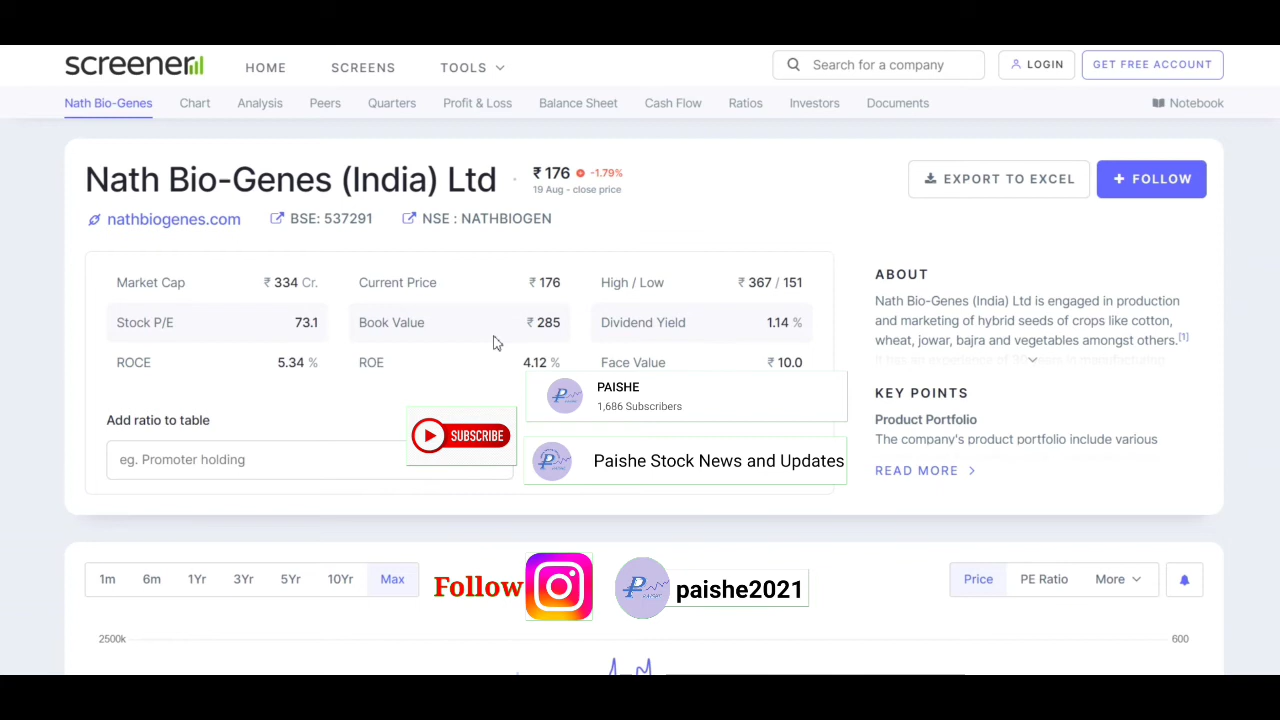 screener HOME SCREENS TOOLS Search for a company LOGIN GET FREE ACCOUNT
Nath Bio-Genes Chart Analysis Peers Quarters Profit & Loss Balance Sheet Cash Flow Ratios Investors Documents Notebook
Nath Bio-Genes (India) Ltd · ₹ 176 -1.79%
19 Aug - close price
EXPORT TO EXCEL + FOLLOW
nathbiogenes.com BSE: 537291 NSE : NATHBIOGEN
Market Cap ₹ 334 Cr. Current Price ₹ 176 High / Low ₹ 367 / 151
Stock P/E 73.1 Book Value ₹ 285 Dividend Yield 1.14 %
ROCE 5.34 % ROE 4.12 % Face Value ₹ 10.0
Add ratio to table
eg. Promoter holding
SUBSCRIBE
PAISHE
1,686 Subscribers
Paishe Stock News and Updates
ABOUT
Nath Bio-Genes (India) Ltd is engaged in production
and marketing of hybrid seeds of crops like cotton,
wheat, jowar, bajra and vegetables amongst others.[1]
KEY POINTS
Product Portfolio
The company's product portfolio include various
READ MORE
1m 6m 1Yr 3Yr 5Yr 10Yr Max
Follow paishe2021
Price PE Ratio More
2500k 600